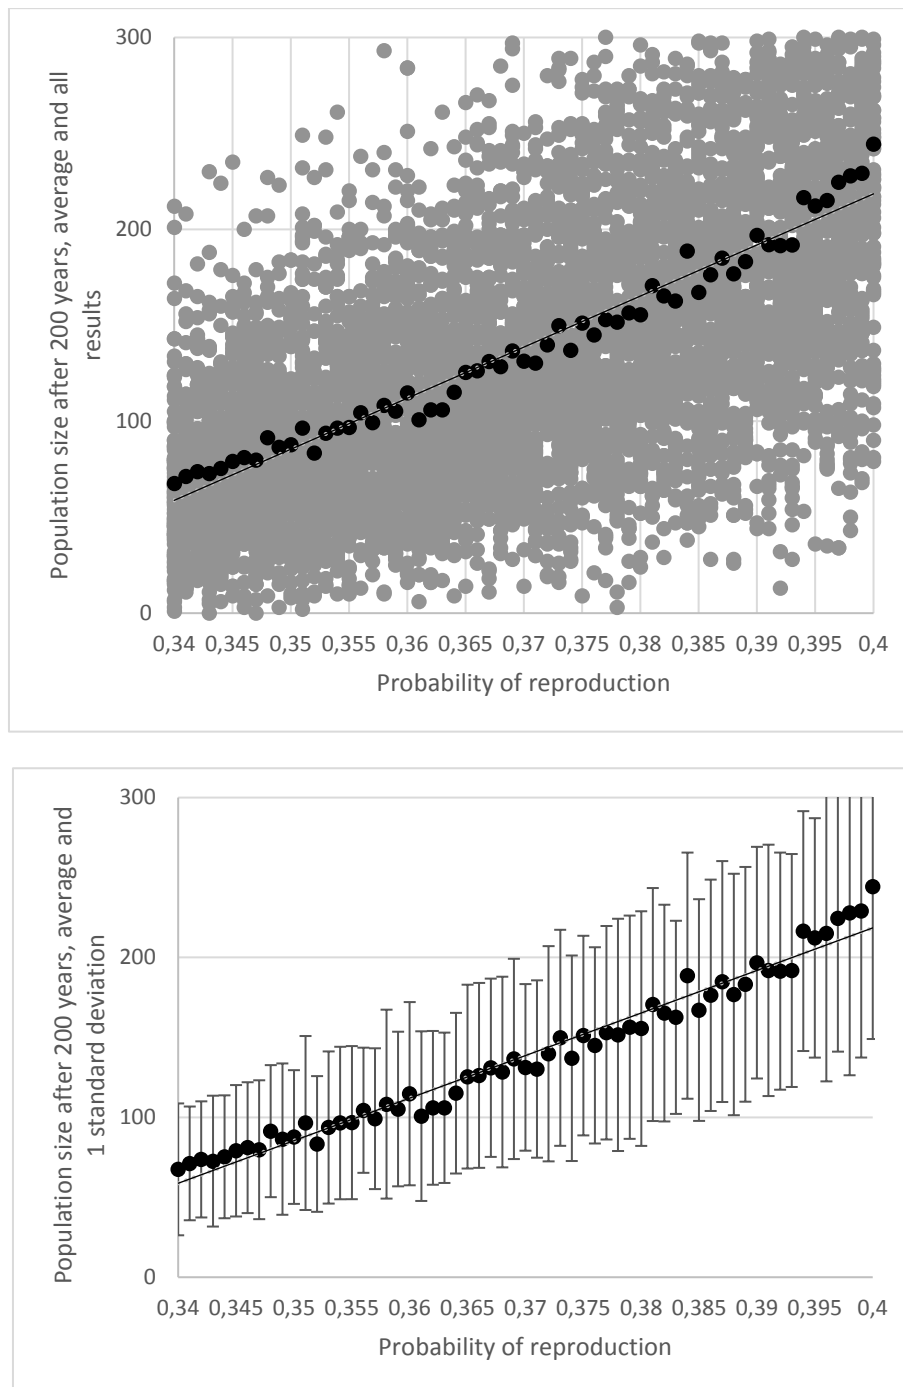 Population size after 200 years, average and all
results
300
200
100
0
0,34 0,345 0,35 0,355 0,36 0,365 0,37 0,375 0,38 0,385 0,39 0,395 0,4
Probability of reproduction
Population size after 200 years, average and
1 standard deviation
300
200
100
0
0,34 0,345 0,35 0,355 0,36 0,365 0,37 0,375 0,38 0,385 0,39 0,395 0,4
Probability of reproduction